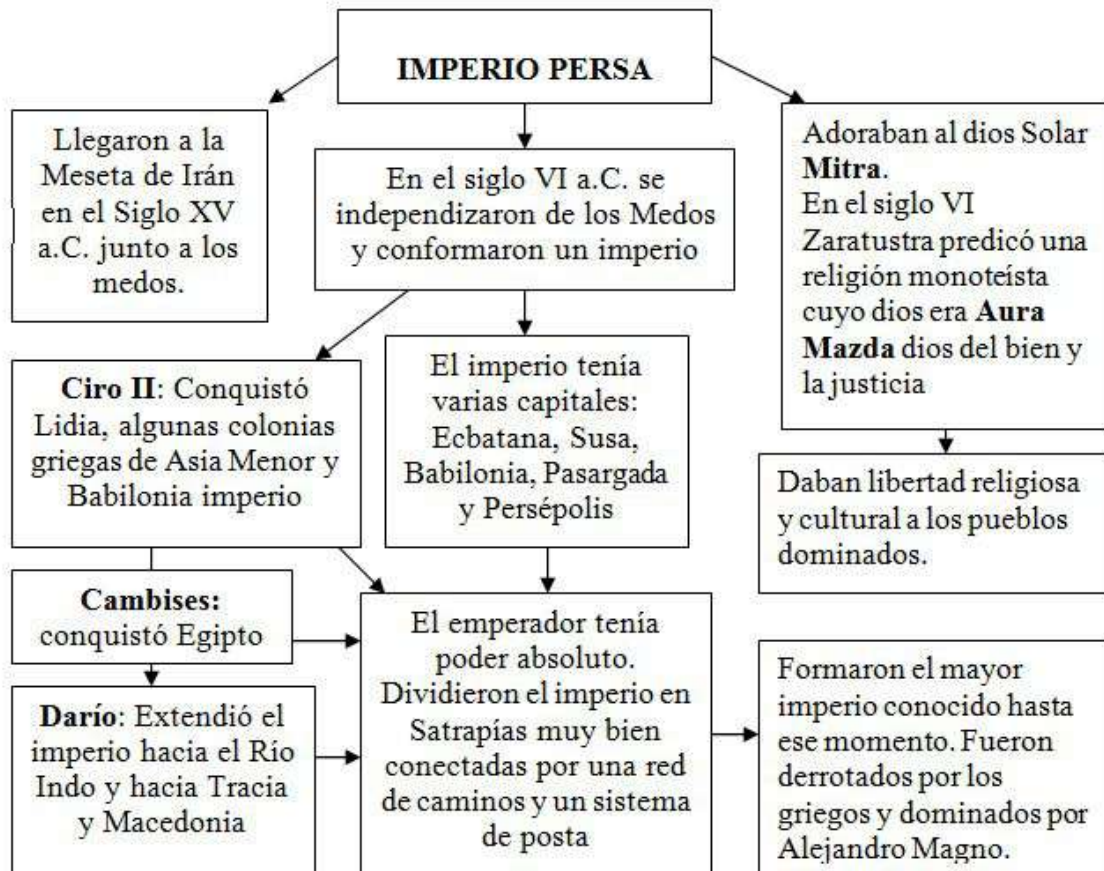 IMPERIO PERSA
Llegaron a la
Meseta de Irán
en el Siglo XV
a.C. junto a los
medos.
En el siglo VI a.C. se
independizaron de los Medos
y conformaron un imperio
Adoraban al dios Solar
Mitra.
En el siglo VI
Zaratustra predicó una
religión monoteísta
cuyo dios era Aura
Mazda dios del bien y
la justicia
Ciro II: Conquistó
Lidia, algunas colonias
griegas de Asia Menor y
Babilonia imperio
El imperio tenía
varias capitales:
Ecbatana, Susa,
Babilonia, Pasargada
y Persépolis
Daban libertad religiosa
y cultural a los pueblos
dominados.
Cambises:
conquistó Egipto
El emperador tenía
poder absoluto.
Dividieron el imperio en
Satrapías muy bien
conectadas por una red
de caminos y un sistema
de posta
Darío: Extendió el
imperio hacia el Río
Indo y hacia Tracia
y Macedonia
Formaron el mayor
imperio conocido hasta
ese momento. Fueron
derrotados por los
griegos y dominados por
Alejandro Magno.